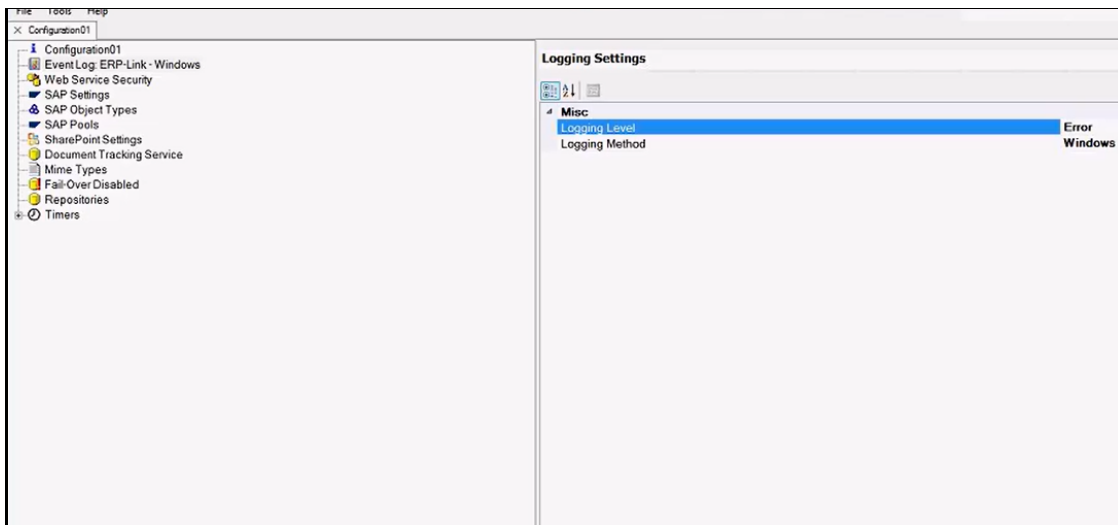 File Tools Help
Configuration01
Configuration01
Event Log: ERP-Link - Windows
Web Service Security
SAP Settings
SAP Object Types
SAP Pools
SharePoint Settings
Document Tracking Service
Mime Types
Fail-Over Disabled
Repositories
Timers
Logging Settings
Misc
Logging Level Error
Logging Method Windows